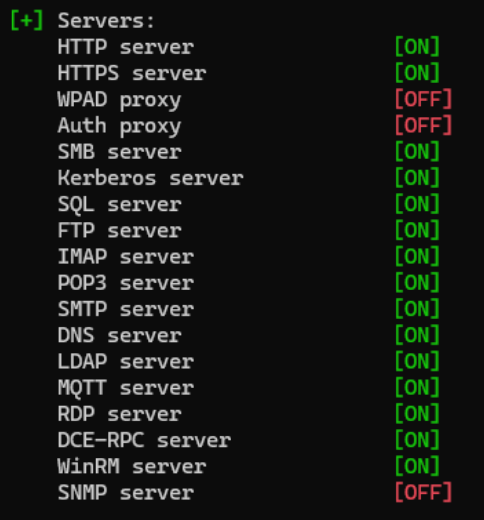 [+] Servers:
HTTP server [ON]
HTTPS server [ON]
WPAD proxy [OFF]
Auth proxy [OFF]
SMB server [ON]
Kerberos server [ON]
SQL server [ON]
FTP server [ON]
IMAP server [ON]
POP3 server [ON]
SMTP server [ON]
DNS server [ON]
LDAP server [ON]
MQTT server [ON]
RDP server [ON]
DCE-RPC server [ON]
WinRM server [ON]
SNMP server [OFF]